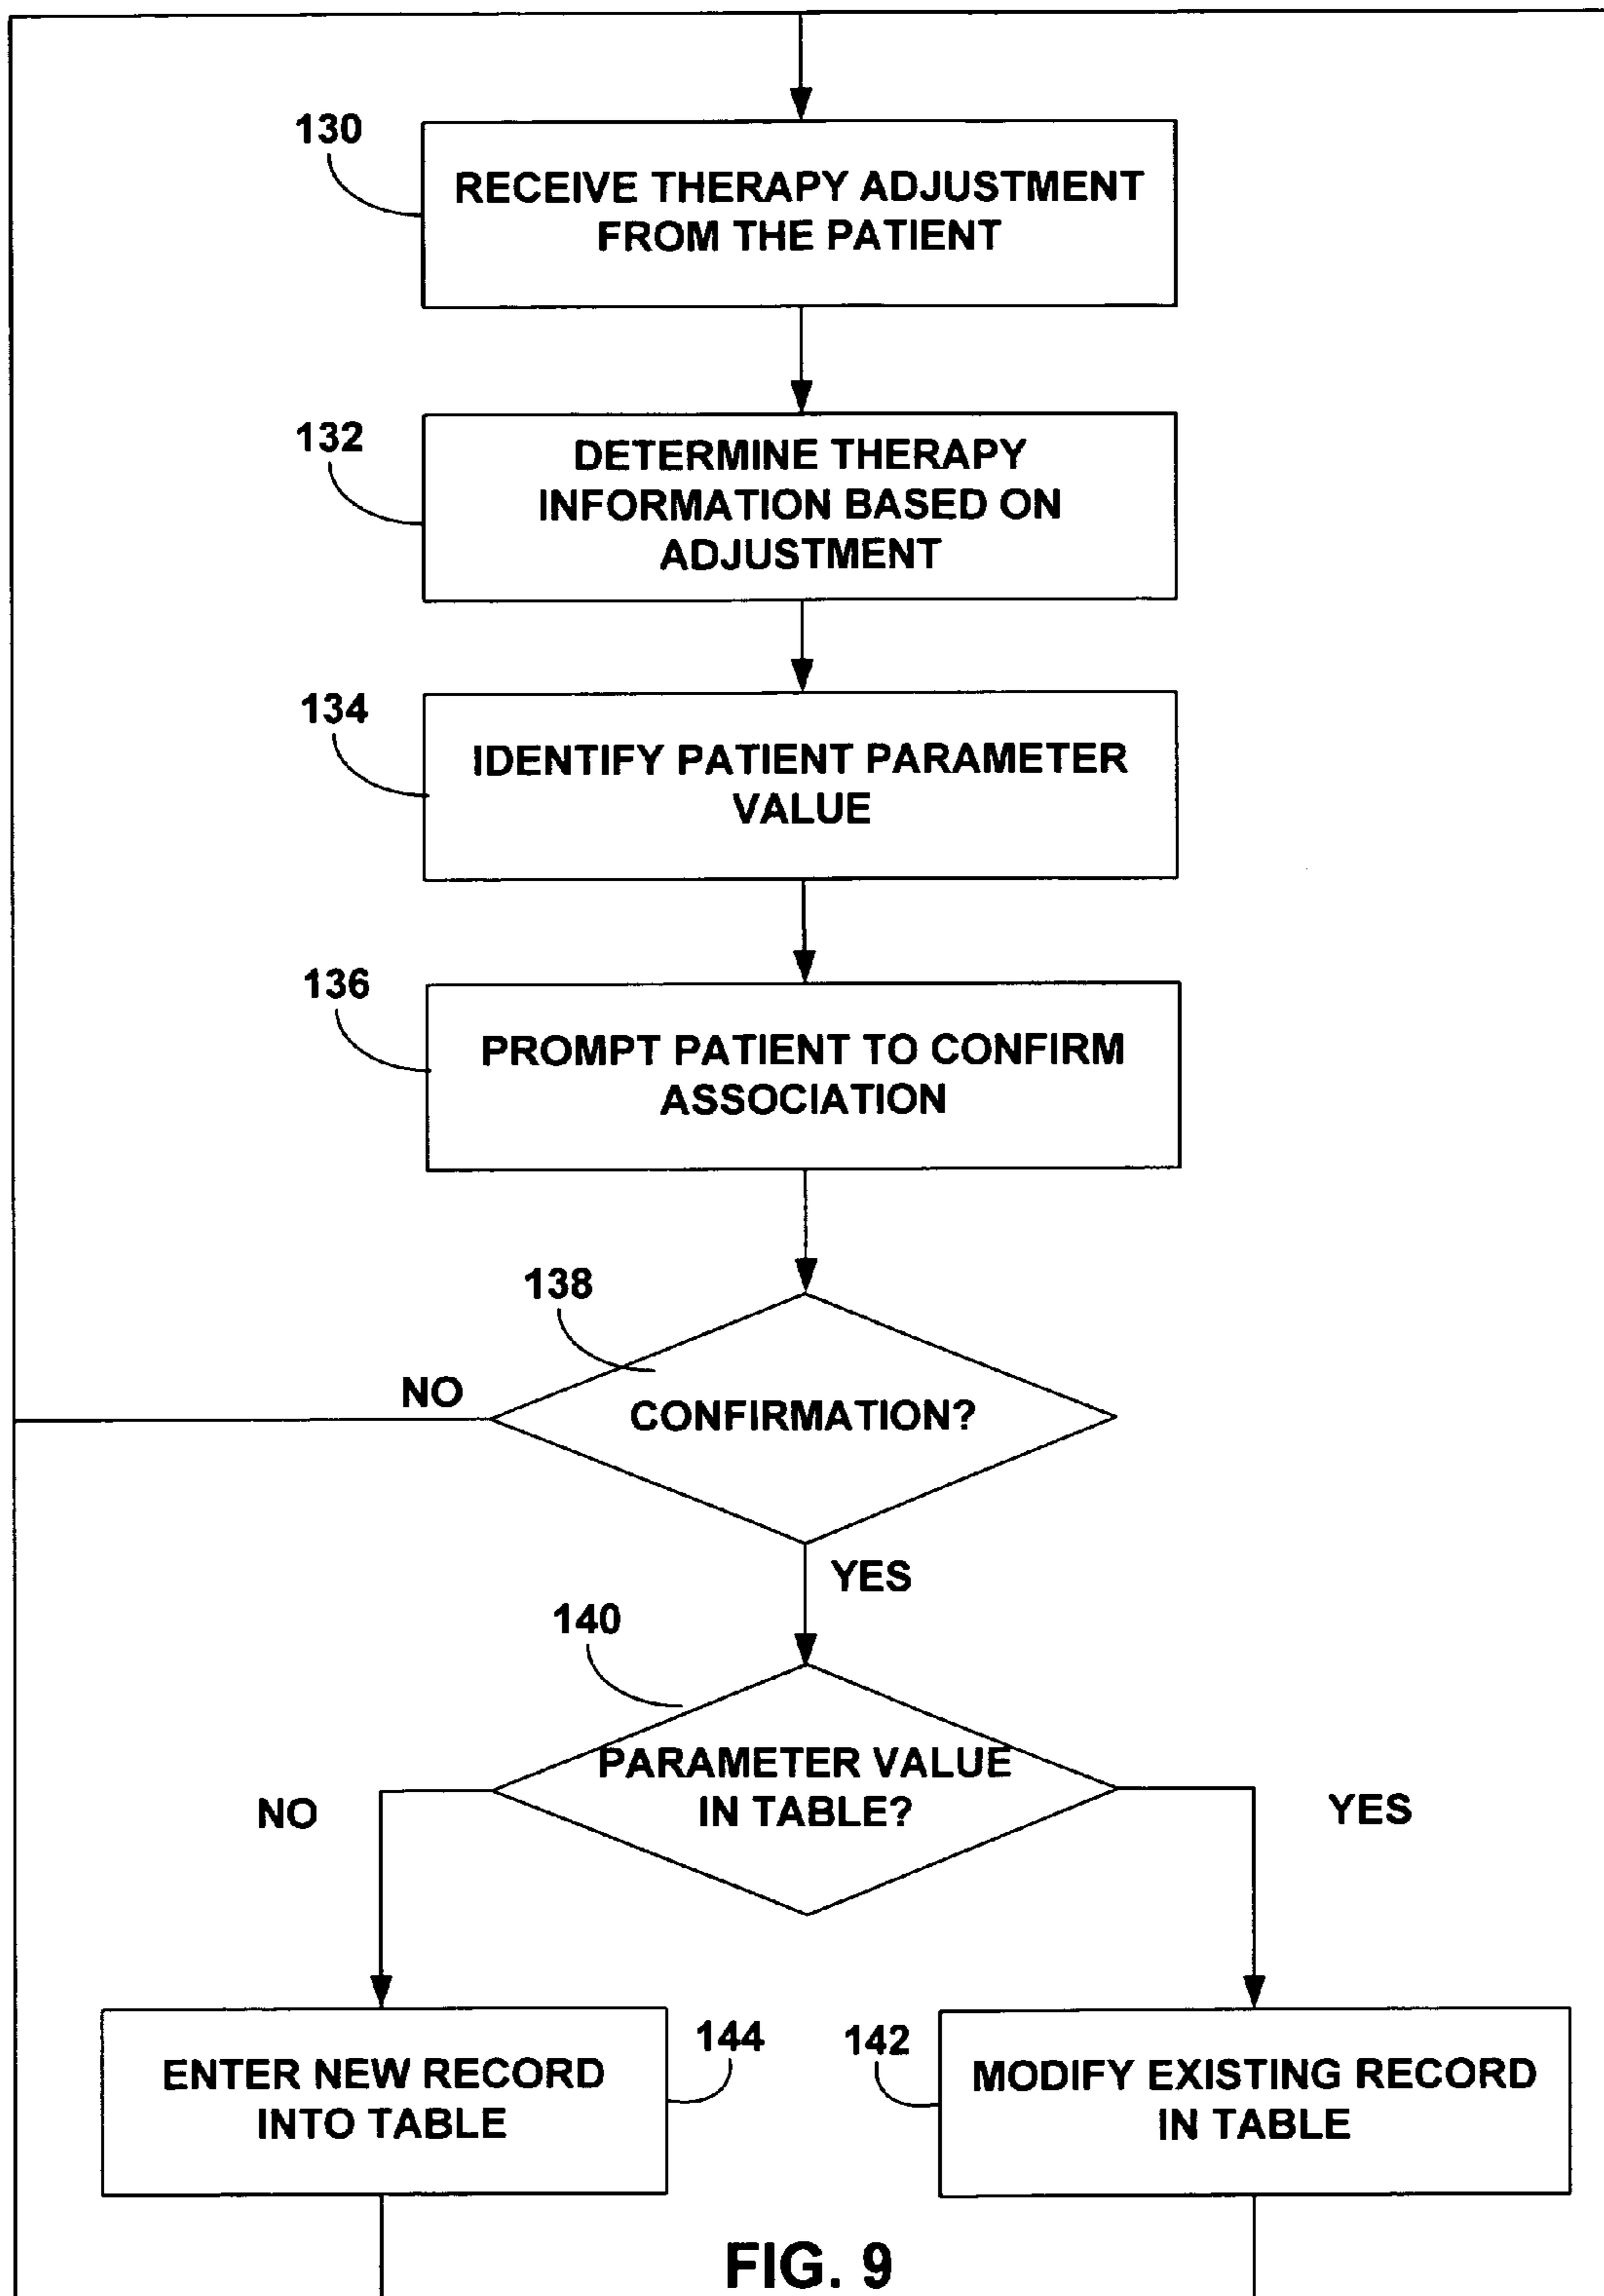 130
RECEIVE THERAPY ADJUSTMENT
FROM THE PATIENT
132
DETERMINE THERAPY
INFORMATION BASED ON
ADJUSTMENT
134
IDENTIFY PATIENT PARAMETER
VALUE
136
PROMPT PATIENT TO CONFIRM
ASSOCIATION
138
NO
CONFIRMATION?
YES
140
PARAMETER VALUE
IN TABLE?
NO
YES
144
ENTER NEW RECORD
INTO TABLE
142
MODIFY EXISTING RECORD
IN TABLE
FIG. 9